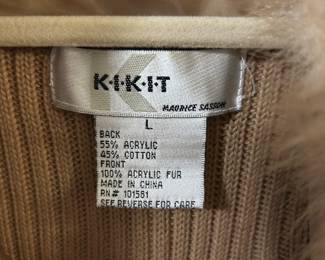 K·I·K·I·T
MAURICE SASSON
L
BACK
55% ACRYLIC
45% COTTON
FRONT
100% ACRYLIC FUR
MADE IN CHINA
RN# 101581
SEE REVERSE FOR CARE